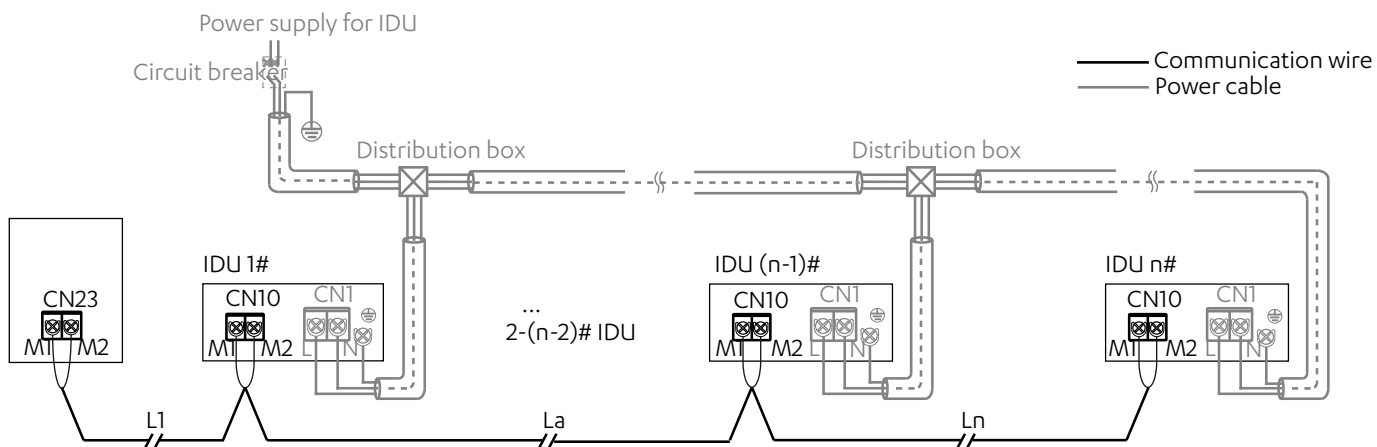 Power supply for IDU
Circuit breaker
Communication wire
Power cable
Distribution box
Distribution box
IDU 1#
IDU (n-1)#
IDU n#
CN23
CN10
CN1
CN10
CN1
CN10
CN1
...
2-(n-2)# IDU
M1 M2
M1 M2 L N
M1 M2 L N
M1 M2 L N
L1
La
Ln